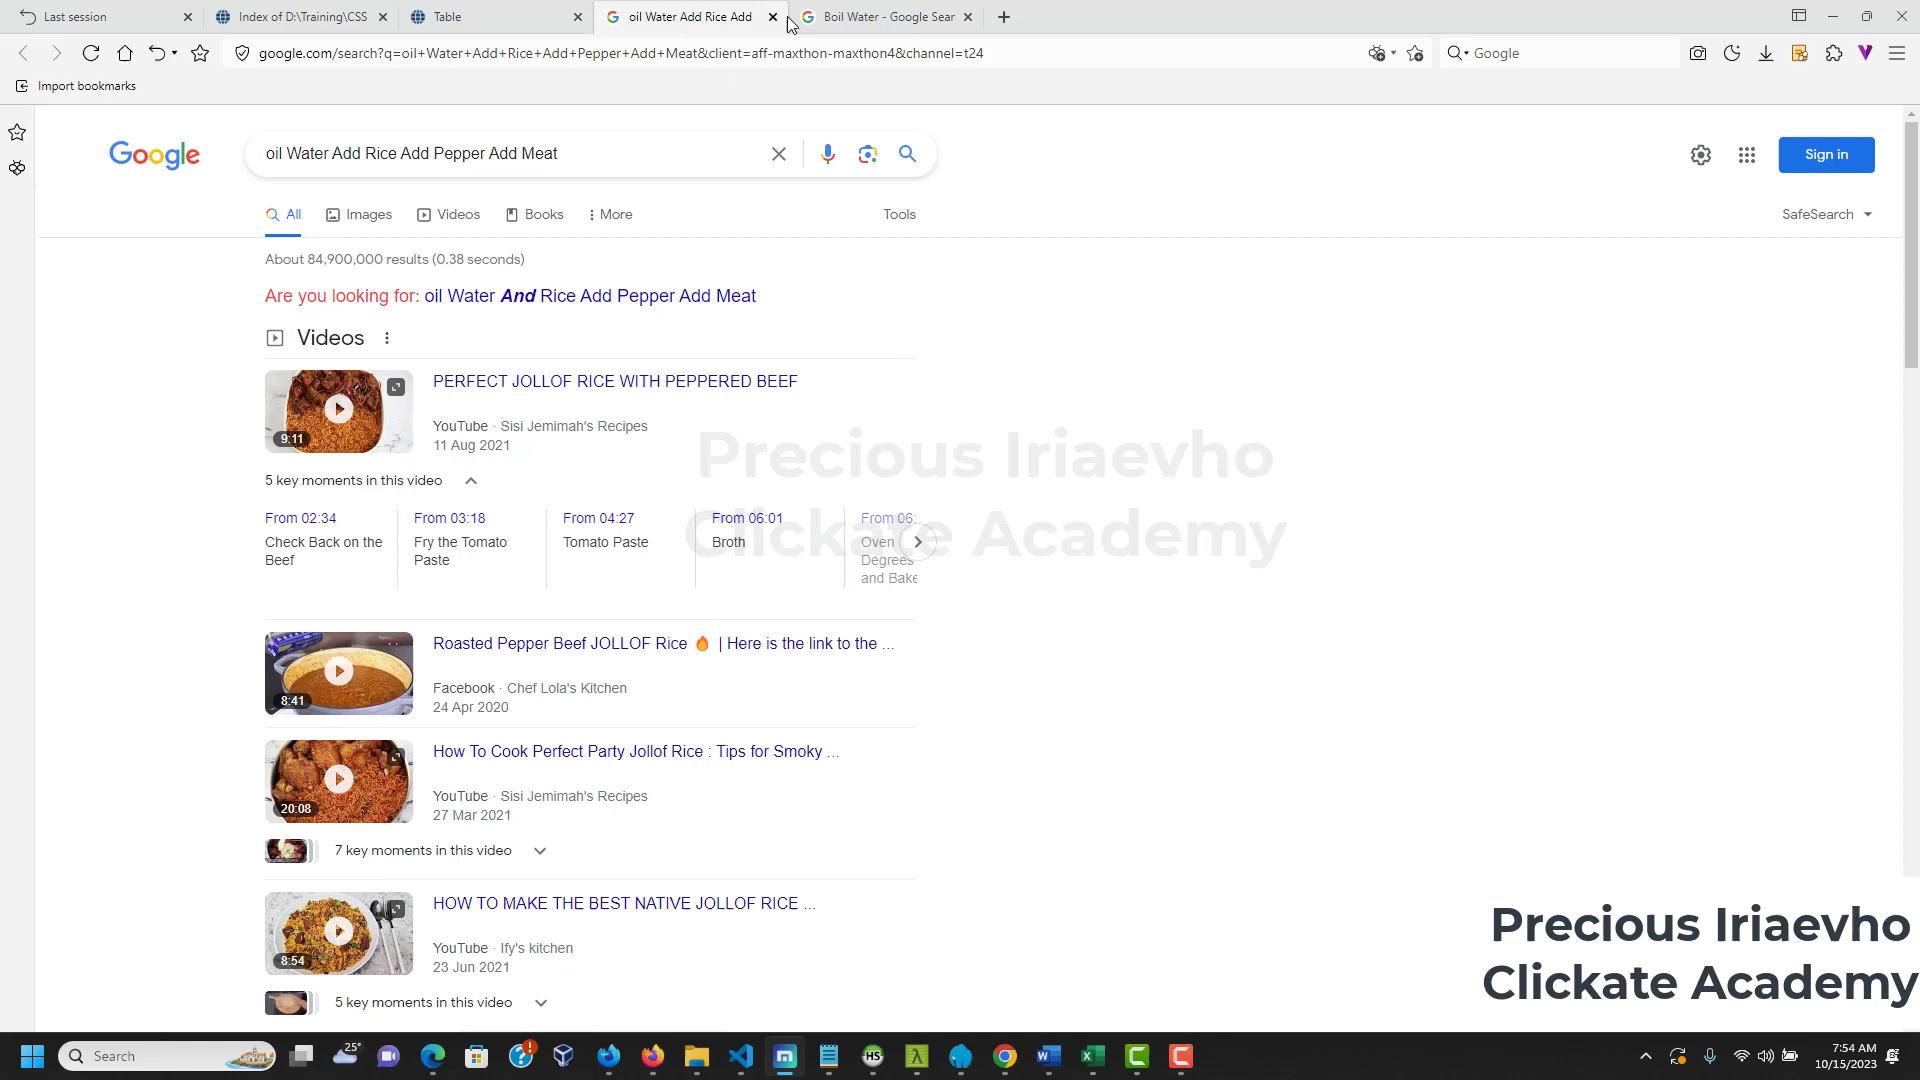 Last session
Index of D:\Training\CSS
Table
oil Water Add Rice Add
Boil Water - Google Sear
google.com/search?q=oil+Water+Add+Rice+Add+Pepper+Add+Meat&client=aff-maxthon-maxthon4&channel=t24
Google
Import bookmarks
Google
oil Water Add Rice Add Pepper Add Meat
Sign in
All
Images
Videos
Books
More
Tools
SafeSearch
About 84,900,000 results (0.38 seconds)
Are you looking for: oil Water And Rice Add Pepper Add Meat
Videos
PERFECT JOLLOF RICE WITH PEPPERED BEEF
YouTube · Sisi Jemimah's Recipes
11 Aug 2021
9:11
5 key moments in this video
From 02:34
Check Back on the
Beef
From 03:18
Fry the Tomato
Paste
From 04:27
Tomato Paste
From 06:01
Broth
From 06:
Oven
Degrees
and Bake
Precious Iriaevho
Clickate Academy
Roasted Pepper Beef JOLLOF Rice 🔥 | Here is the link to the ...
Facebook · Chef Lola's Kitchen
24 Apr 2020
8:41
How To Cook Perfect Party Jollof Rice : Tips for Smoky ...
YouTube · Sisi Jemimah's Recipes
27 Mar 2021
20:08
7 key moments in this video
HOW TO MAKE THE BEST NATIVE JOLLOF RICE ...
YouTube · Ify's kitchen
23 Jun 2021
8:54
5 key moments in this video
Precious Iriaevho
Clickate Academy
Search
25°
HS
7:54 AM
10/15/2023